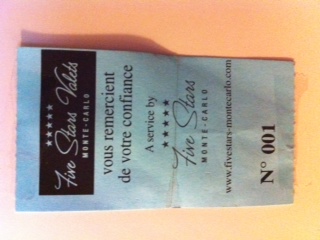 ★★★★★
Five Stars Valets
MONTE-CARLO
vous remercient
de votre confiance
A service by
★★★★★
Five Stars
MONTE-CARLO
www.fivestars-montecarlo.com
N° 001